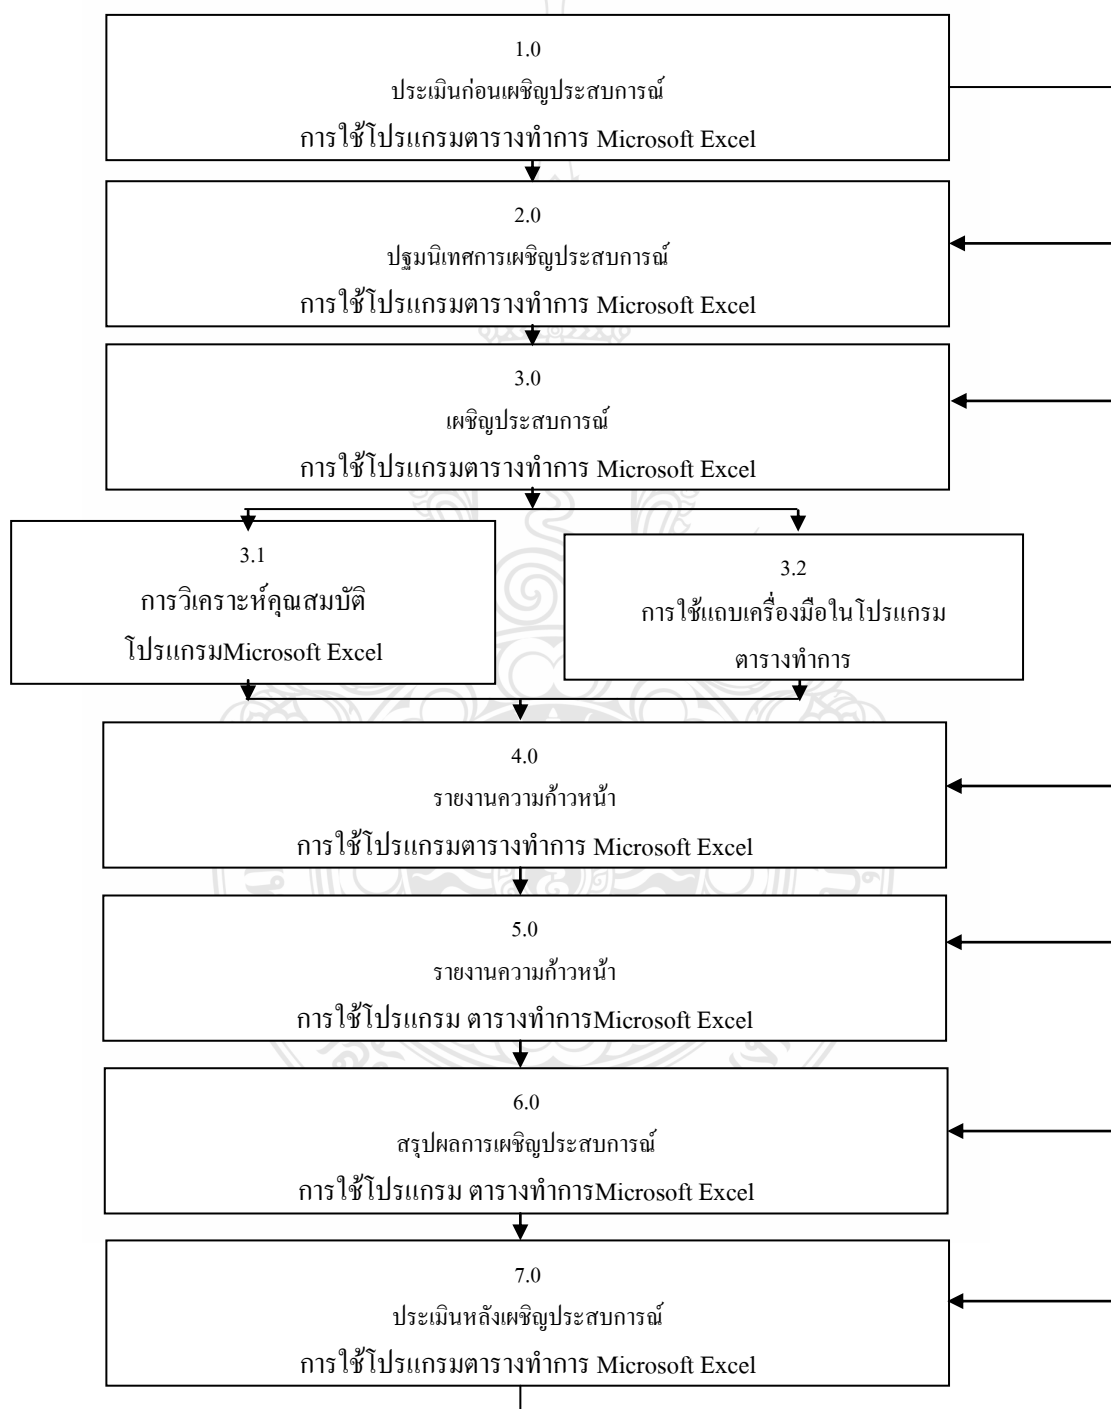 1.0
ประเมินก่อนเผชิญประสบการณ์
การใช้โปรแกรมตารางทำการ Microsoft Excel
2.0
ปฐมนิเทศการเผชิญประสบการณ์
การใช้โปรแกรมตารางทำการ Microsoft Excel
3.0
เผชิญประสบการณ์
การใช้โปรแกรมตารางทำการ Microsoft Excel
3.1
การวิเคราะห์คุณสมบัติ
โปรแกรมMicrosoft Excel
3.2
การใช้แถบเครื่องมือในโปรแกรม
ตารางทำการ
4.0
รายงานความก้าวหน้า
การใช้โปรแกรมตารางทำการ Microsoft Excel
5.0
รายงานความก้าวหน้า
การใช้โปรแกรม ตารางทำการMicrosoft Excel
6.0
สรุปผลการเผชิญประสบการณ์
การใช้โปรแกรม ตารางทำการMicrosoft Excel
7.0
ประเมินหลังเผชิญประสบการณ์
การใช้โปรแกรมตารางทำการ Microsoft Excel